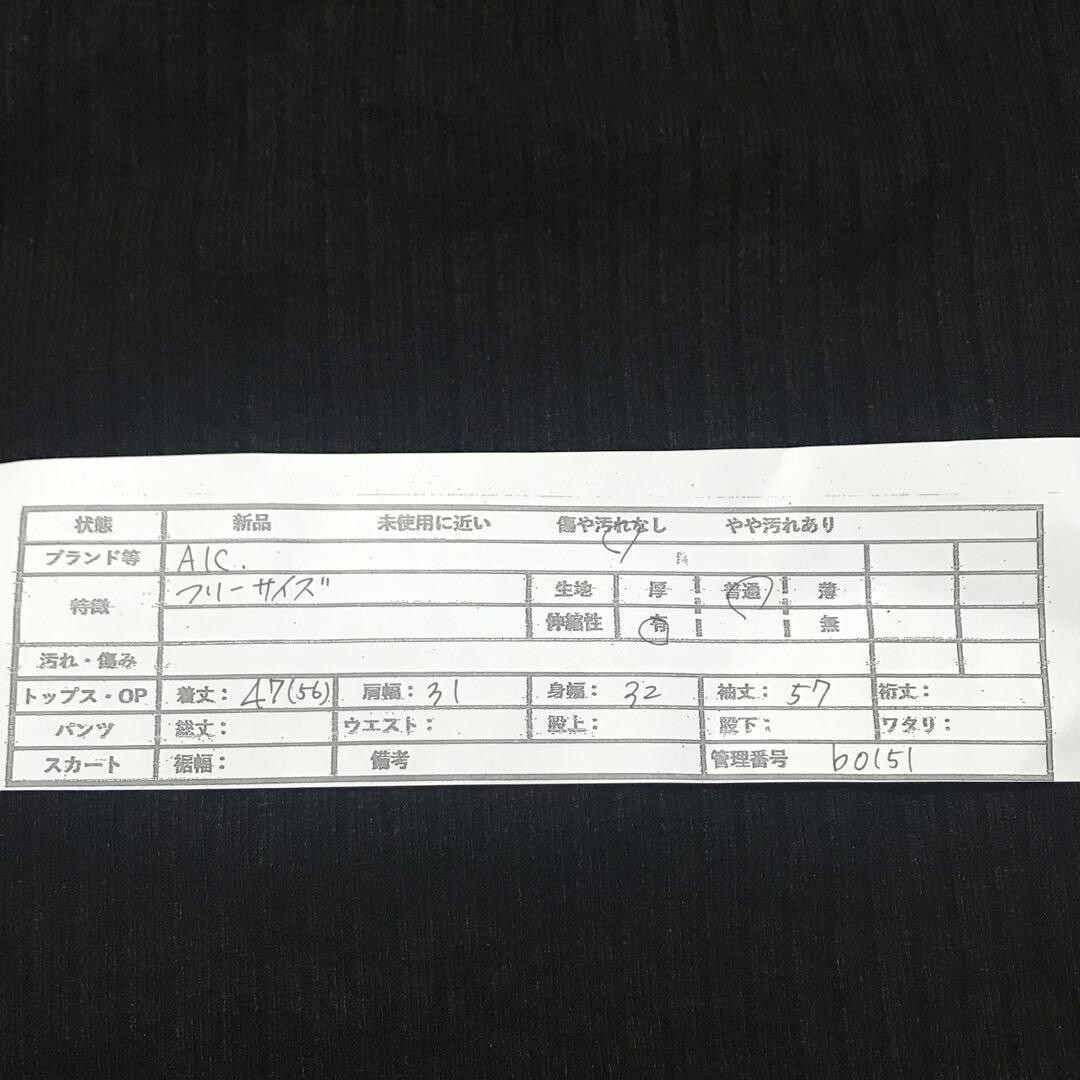 状態 新品 未使用に近い 傷や汚れなし やや汚れあり
ブランド等 AIC.
特徴 フリーサイズ 生地 厚 普通 薄
伸縮性 有 無
汚れ・傷み
トップス・OP 着丈: 47(56) 肩幅: 31 身幅: 32 袖丈: 57 裄丈:
パンツ 総丈: ウエスト: 股上: 股下: ワタリ:
スカート 裾幅: 備考 管理番号 b0151